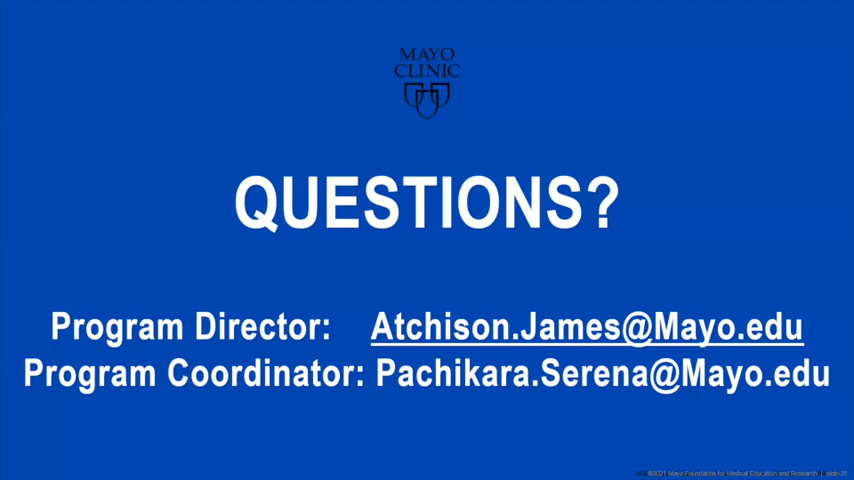 MAYO
CLINIC
QUESTIONS?
Program Director: Atchison.James@Mayo.edu
Program Coordinator: Pachikara.Serena@Mayo.edu
©2021 Mayo Foundation for Medical Education and Research | slide-20